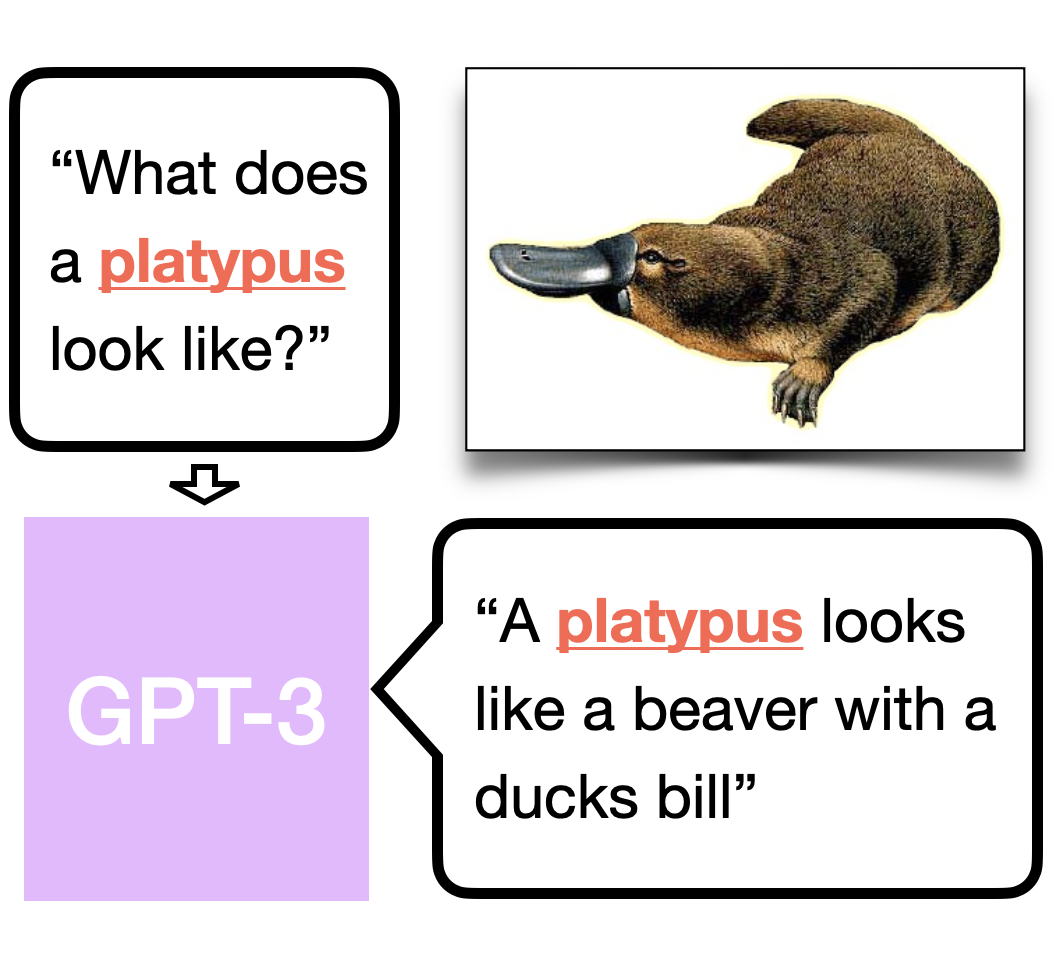 “What does
a platypus
look like?”
GPT-3
“A platypus looks
like a beaver with a
ducks bill”